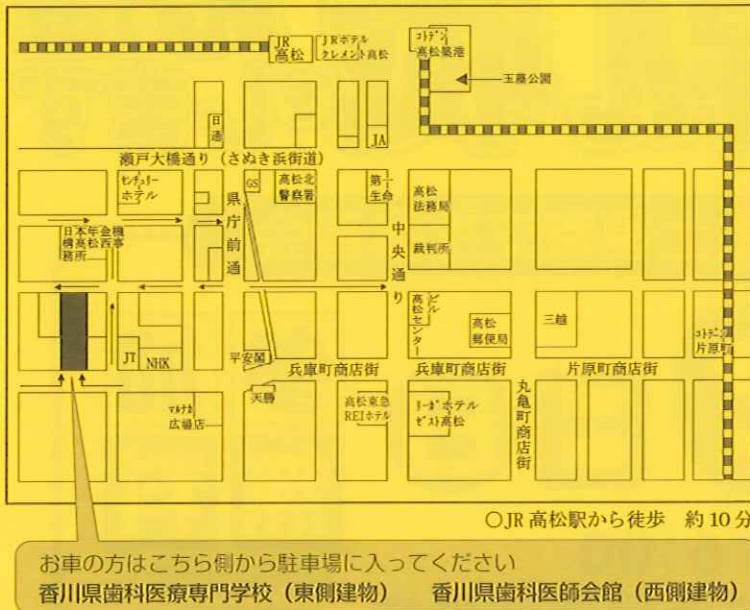 JR
高松
JRホテル
クレメント高松
コトデン
高松築港
玉藻公園
日通
JA
瀬戸大橋通り（さぬき浜街道）
センチュリー
ホテル
GS
高松北
警察署
第一
生命
高松
法務局
裁判所
県庁前通
中央通り
日本年金機
構高松西事
務所
JT
NHK
平安閣
高松センタービル
高松
郵便局
三越
コトデン
片原町
兵庫町商店街
兵庫町商店街
片原町商店街
天勝
マルナカ
広場店
高松東急
REIホテル
リーガホテル
ゼスト高松
丸亀町商店街
○JR高松駅から徒歩　約10分
お車の方はこちら側から駐車場に入ってください
香川県歯科医療専門学校（東側建物）　香川県歯科医師会館（西側建物）